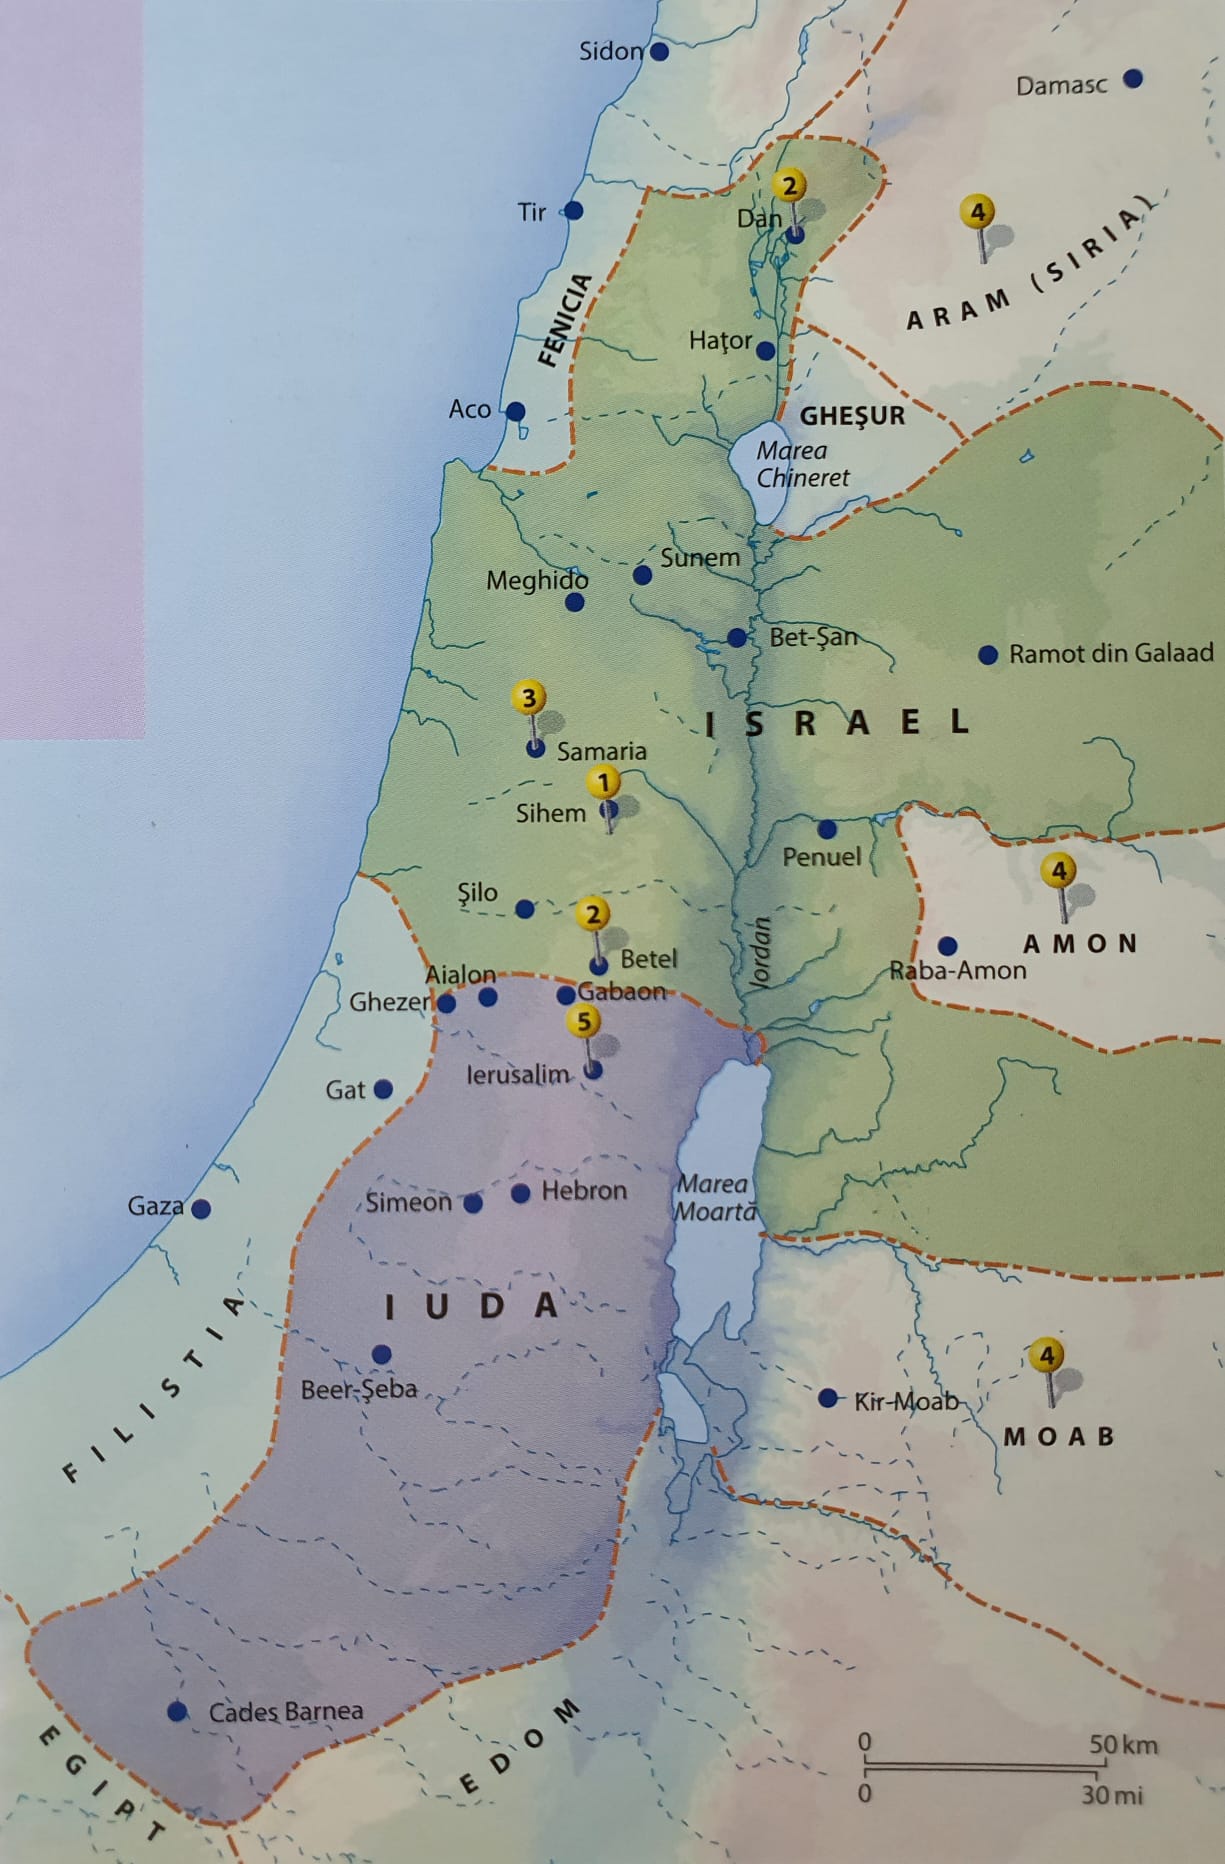 Sidon
Damasc
2
Dan
4
Tir
ARAM (SIRIA)
FENICIA
Haţor
Aco
GHEŞUR
Marea
Chineret
Sunem
Meghido
Bet-Şan
Ramot din Galaad
3
ISRAEL
Samaria
1
Sihem
Penuel
4
Şilo
2
Iordan
AMON
Betel
Raba-Amon
Aialon
Gabaon
Ghezer
5
Ierusalim
Gat
Marea
Moartă
Hebron
Simeon
Gaza
IUDA
FILISTIA
Beer-Şeba
4
Kir-Moab
MOAB
Cades Barnea
EDOM
EGIPT
0 50 km
0 30 mi